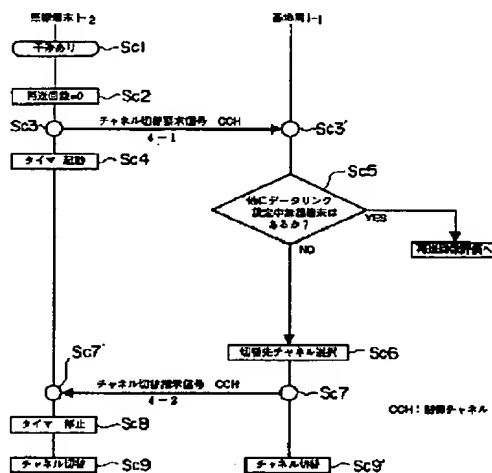 無線端末1-2
基地局1-1
干渉あり
Sc1
再送回数=0
Sc2
Sc3
チャネル切替要求信号 CCH
4-1
Sc3'
タイマ 起動
Sc4
Sc5
他にデータリンク
設定中無線端末は
あるか?
YES
NO
切替先チャネル選択
Sc6
Sc7'
チャネル切替指示信号 CCH
4-2
Sc7
CCH:制御チャネル
タイマ 停止
Sc8
チャネル切替
Sc9
チャネル切替
Sc9'